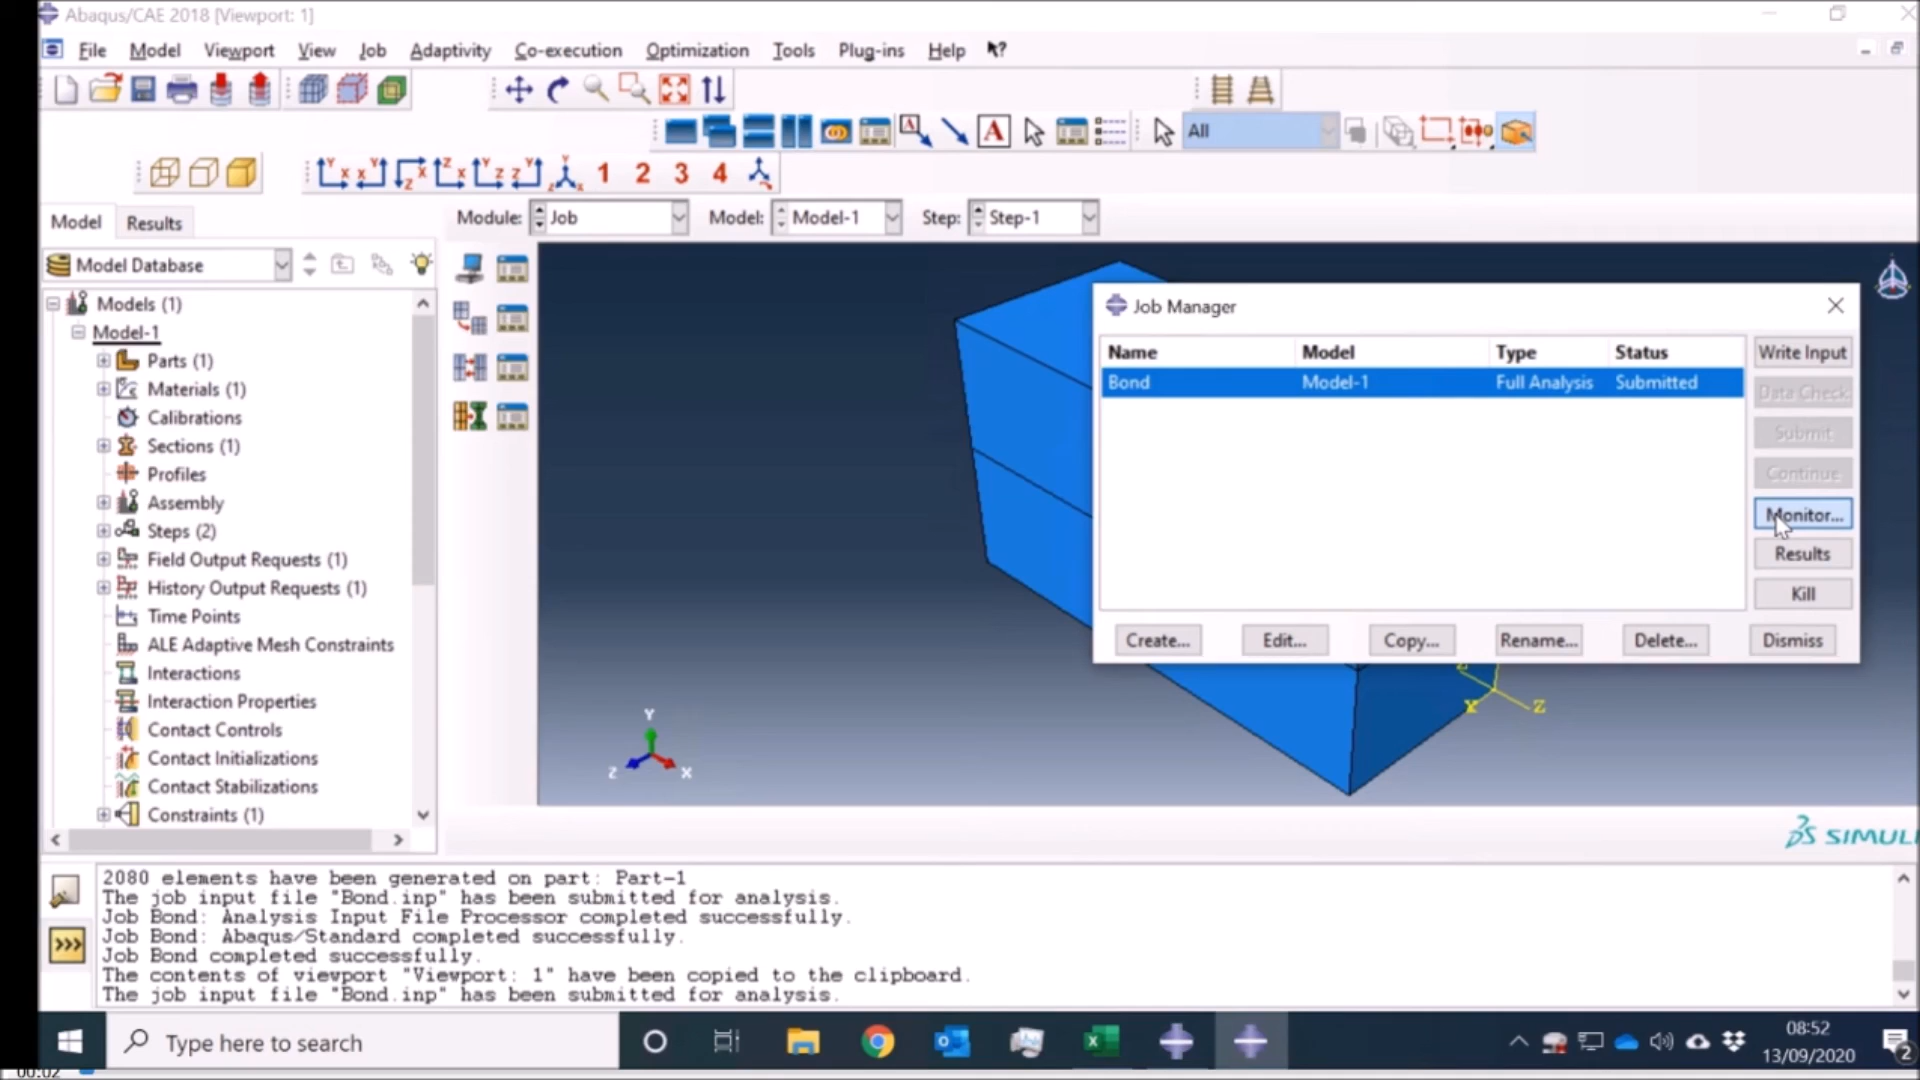 Abaqus/CAE 2018 [Viewport: 1]
File Model Viewport View Job Adaptivity Co-execution Optimization Tools Plug-ins Help
A A All
1 2 3 4
Model Results
Module: Job Model: Model-1 Step: Step-1
Model Database
Models (1)
Model-1
Parts (1)
Materials (1)
Calibrations
Sections (1)
Profiles
Assembly
Steps (2)
Field Output Requests (1)
History Output Requests (1)
Time Points
ALE Adaptive Mesh Constraints
Interactions
Interaction Properties
Contact Controls
Contact Initializations
Contact Stabilizations
Constraints (1)
Job Manager
Name Model Type Status
Bond Model-1 Full Analysis Submitted
Write Input
Data Check
Submit
Continue
Monitor...
Results
Kill
Create... Edit... Copy... Rename... Delete... Dismiss
Y
Z X
Z
X Z
SIMUL
2080 elements have been generated on part: Part-1
The job input file "Bond.inp" has been submitted for analysis.
Job Bond: Analysis Input File Processor completed successfully.
Job Bond: Abaqus/Standard completed successfully.
Job Bond completed successfully.
The contents of viewport "Viewport: 1" have been copied to the clipboard.
The job input file "Bond.inp" has been submitted for analysis.
Type here to search
08:52
13/09/2020
2
00:02